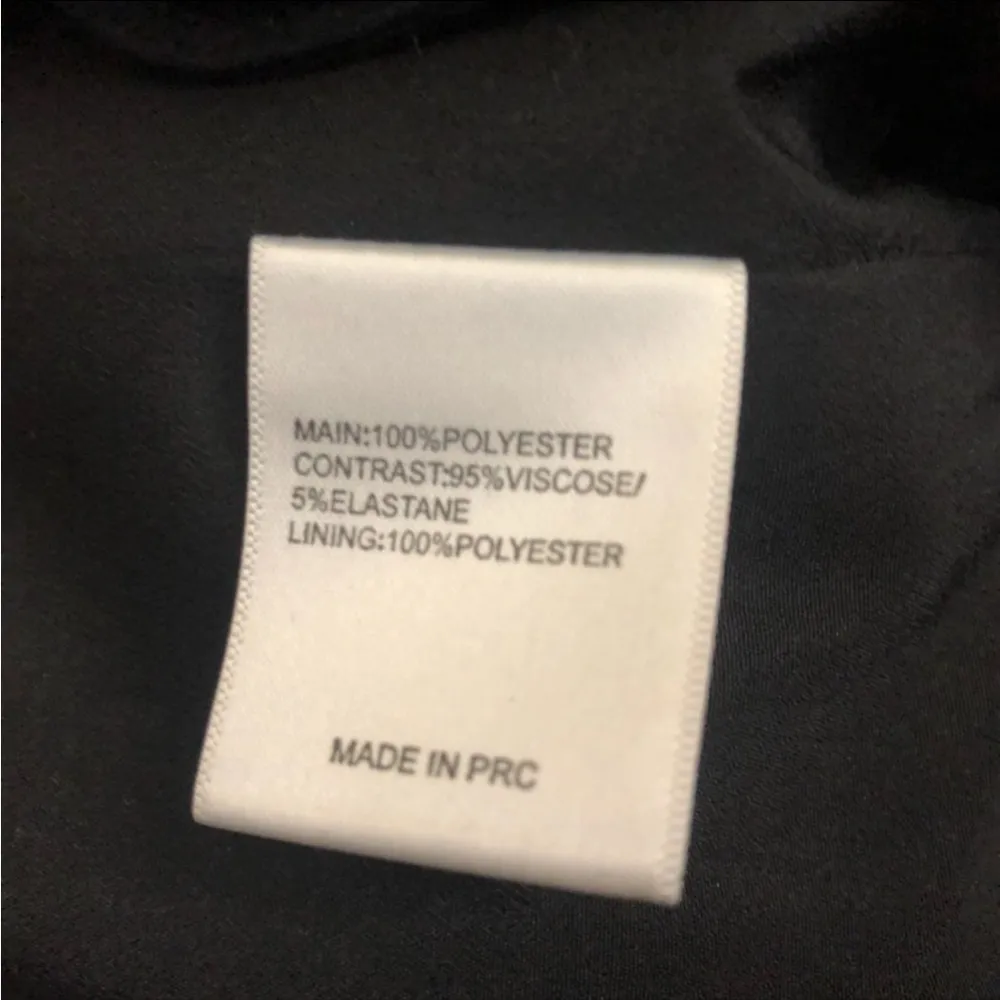 MAIN:100%POLYESTER
CONTRAST:95%VISCOSE/
5%ELASTANE
LINING:100%POLYESTER
MADE IN PRC